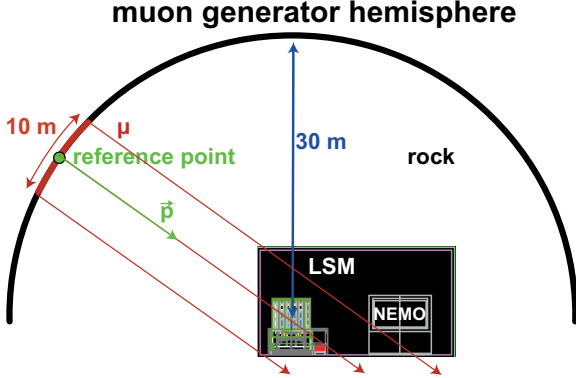 muon generator hemisphere
10 m
μ
reference point
30 m
rock
p⃗
LSM
NEMO